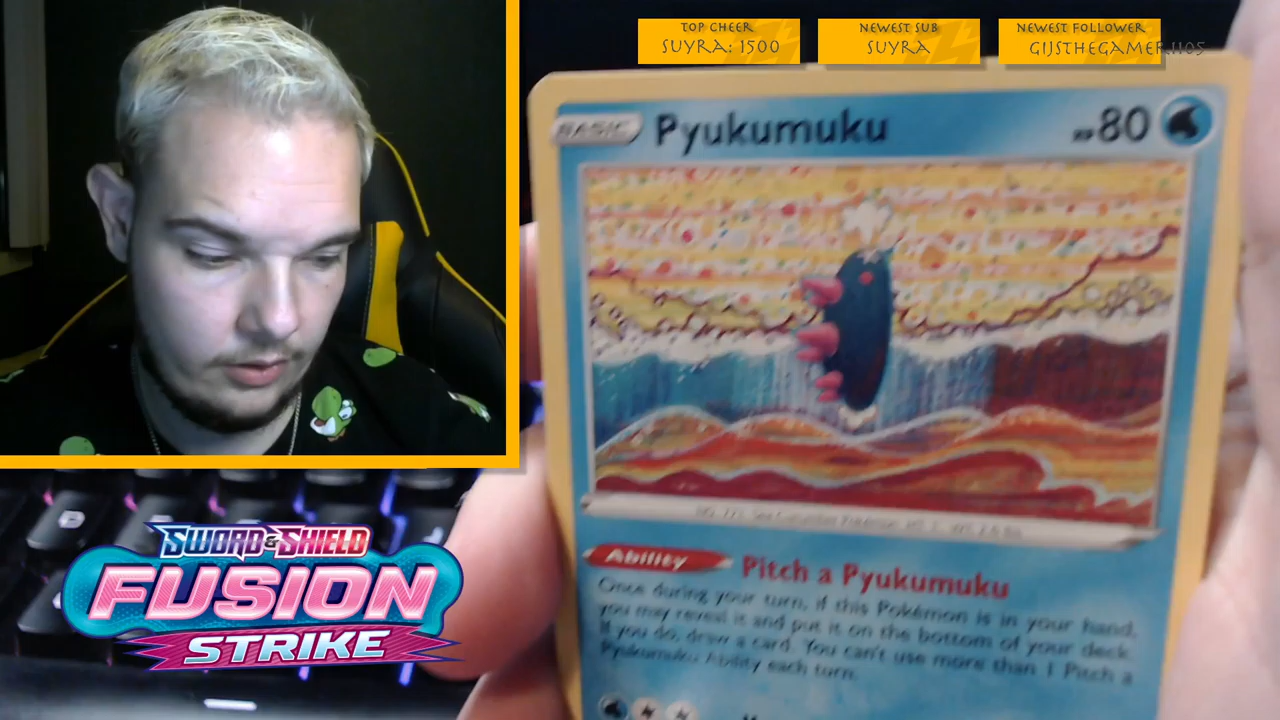 TOP CHEER
SUYRA: 1500
NEWEST SUB
SUYRA
NEWEST FOLLOWER
GIJSTHEGAMER1105
BASIC
Pyukumuku
HP 80
Ability
Pitch a Pyukumuku
Once during your turn, if this Pokémon is in your hand,
you may reveal it and put it on the bottom of your deck.
If you do, draw a card. You can't use more than 1 Pitch a
Pyukumuku Ability each turn.
P
SWORD & SHIELD
FUSION
STRIKE